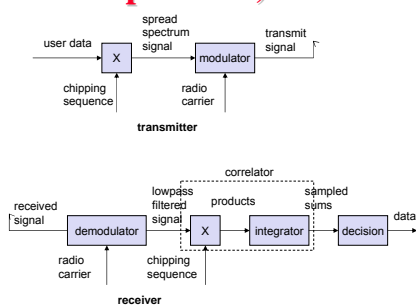 spread
spectrum
signal
transmit
signal
user data
X
modulator
chipping
sequence
radio
carrier
transmitter
correlator
lowpass
filtered
signal
products
sampled
sums
received
signal
data
demodulator
X
integrator
decision
radio
carrier
chipping
sequence
receiver